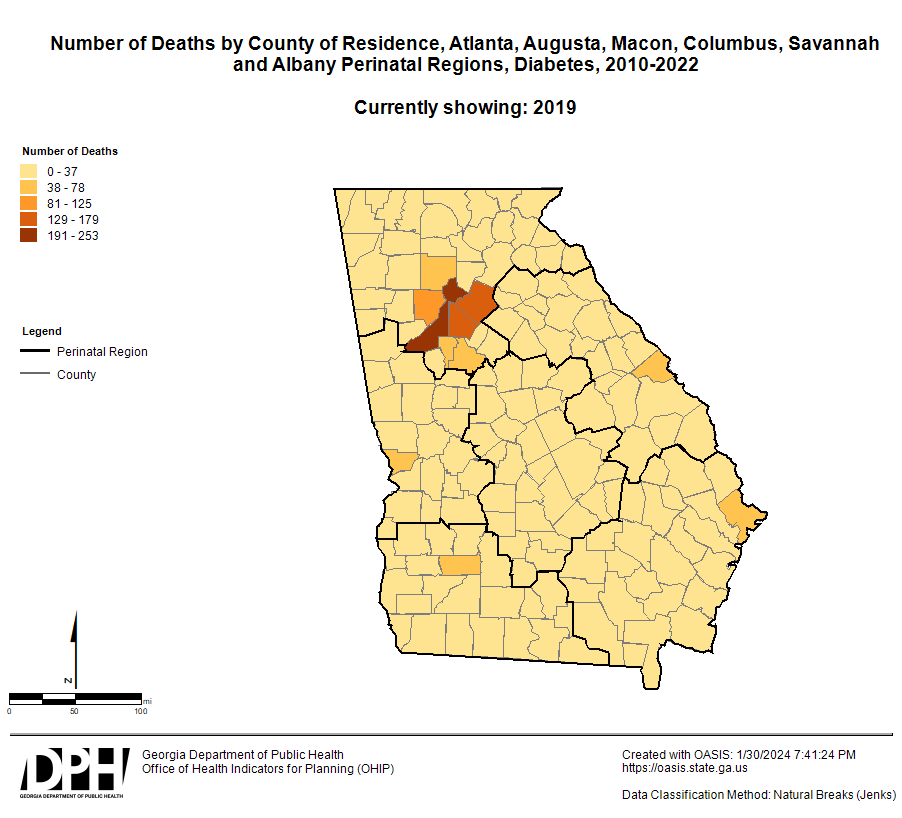 Number of Deaths by County of Residence, Atlanta, Augusta, Macon, Columbus, Savannah
and Albany Perinatal Regions, Diabetes, 2010-2022
Currently showing: 2019
Number of Deaths
0 - 37
38 - 78
81 - 125
129 - 179
191 - 253
Legend
Perinatal Region
County
N
mi
0 50 100
DPH
GEORGIA DEPARTMENT OF PUBLIC HEALTH
Georgia Department of Public Health
Office of Health Indicators for Planning (OHIP)
Created with OASIS: 1/30/2024 7:41:24 PM
https://oasis.state.ga.us
Data Classification Method: Natural Breaks (Jenks)